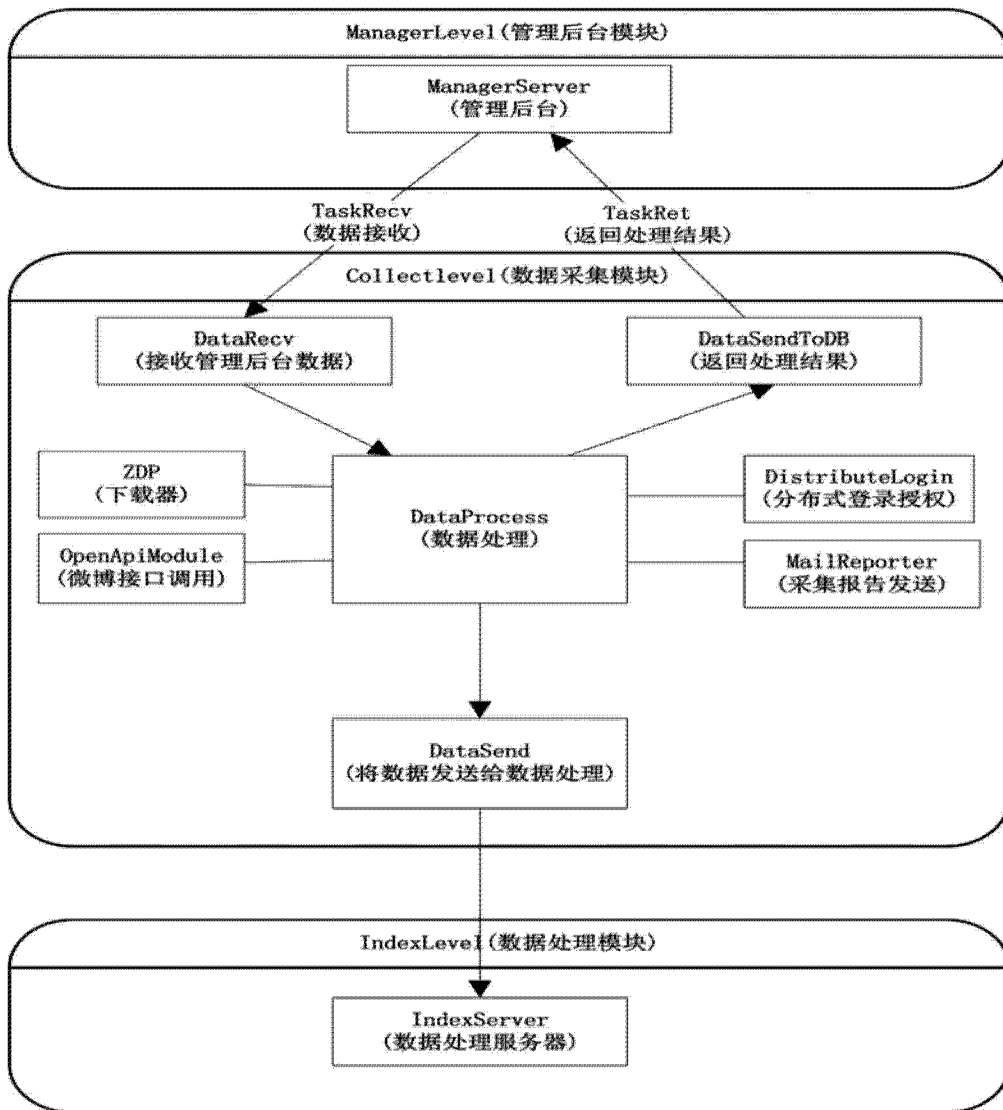 ManagerLevel(管理后台模块)
ManagerServer
(管理后台)
TaskRecv
(数据接收)
TaskRet
(返回处理结果)
Collectlevel(数据采集模块)
DataRecv
(接收管理后台数据)
DataSendToDB
(返回处理结果)
ZDP
(下载器)
DataProcess
(数据处理)
DistributeLogin
(分布式登录授权)
OpenApiModule
(微博接口调用)
MailReporter
(采集报告发送)
DataSend
(将数据发送给数据处理)
IndexLevel(数据处理模块)
IndexServer
(数据处理服务器)